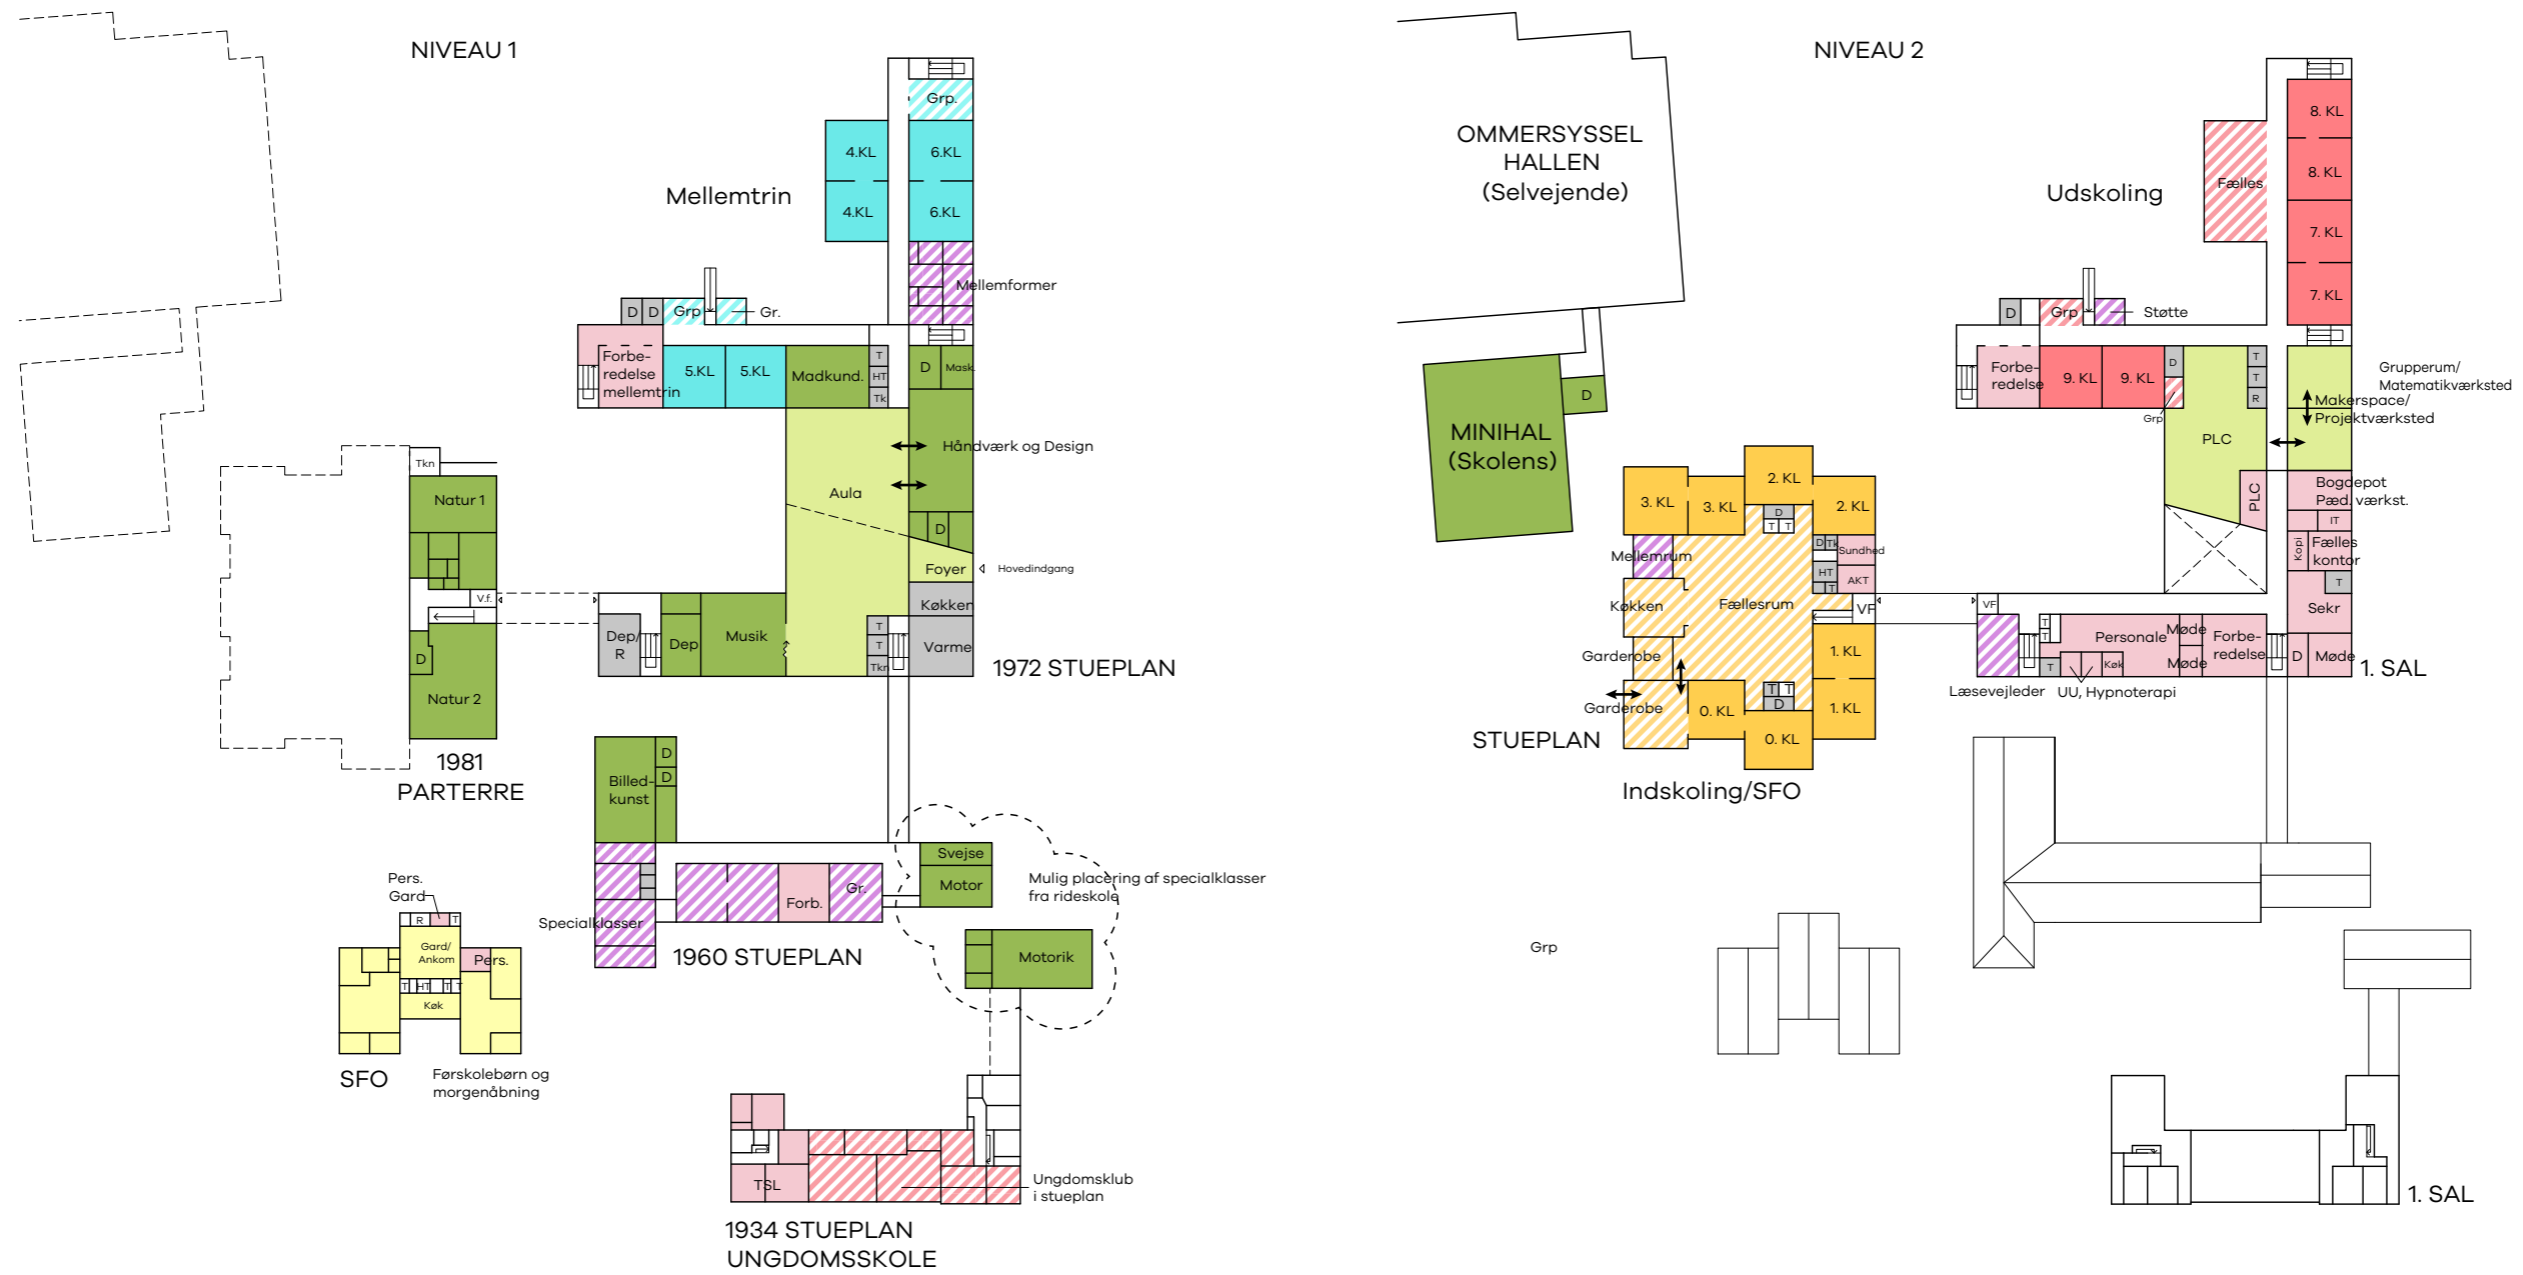 NIVEAU 1
Grp.
4.KL
6.KL
4.KL
6.KL
Mellemtrin
Mellemformer
D
D
Grp
Gr.
Forbe-
redelse
mellemtrin
5.KL
5.KL
Madkund.
T
HT
Tk
D
Mask.
Håndværk og Design
Aula
D
Foyer
Hovedindgang
Køkken
Varme
T
T
Tkn
Musik
Dep
Dep/
R
1972 STUEPLAN
Tkn
Natur 1
V.f.
D
Natur 2
1981
PARTERRE
Billed-
kunst
D
D
Specialklasser
Forb.
Gr.
Svejse
Motor
Mulig placering af specialklasser
fra rideskole
1960 STUEPLAN
Motorik
Pers.
Gard
R
T
Gard/
Ankom
Pers.
T
HT
T
T
Køk
SFO
Førskolebørn og
morgenåbning
TSL
Ungdomsklub
i stueplan
1934 STUEPLAN
UNGDOMSSKOLE
NIVEAU 2
OMMERSYSSEL
HALLEN
(Selvejende)
D
MINIHAL
(Skolens)
Udskoling
8. KL
8. KL
7. KL
7. KL
Fælles
D
Grp
Støtte
Forbe-
redelse
9. KL
9. KL
D
Grp
T
T
R
PLC
PLC
Grupperum/
Matematikværksted
Makerspace/
Projektværksted
Bogdepot
Pæd. værkst.
IT
Kopi
Fælles
kontor
T
Sekr
D
Møde
1. SAL
VF
T
T
T
Personale
Køk
Møde
Møde
Forbe-
redelse
Læsevejleder
UU, Hypnoterapi
3. KL
3. KL
2. KL
2. KL
D
T
T
Mellemrum
D
Tk
Sundhed
HT
AKT
T
Køkken
Fællesrum
VF
Garderobe
Garderobe
1. KL
1. KL
0. KL
0. KL
T
T
D
STUEPLAN
Indskoling/SFO
Grp
1. SAL